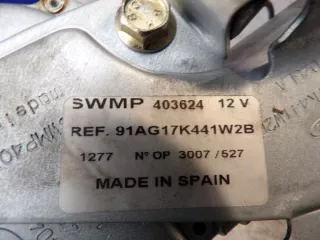 SWMP 403624 12 V
REF. 91AG17K441W2B
1277 Nº OP 3007 /527
MADE IN SPAIN